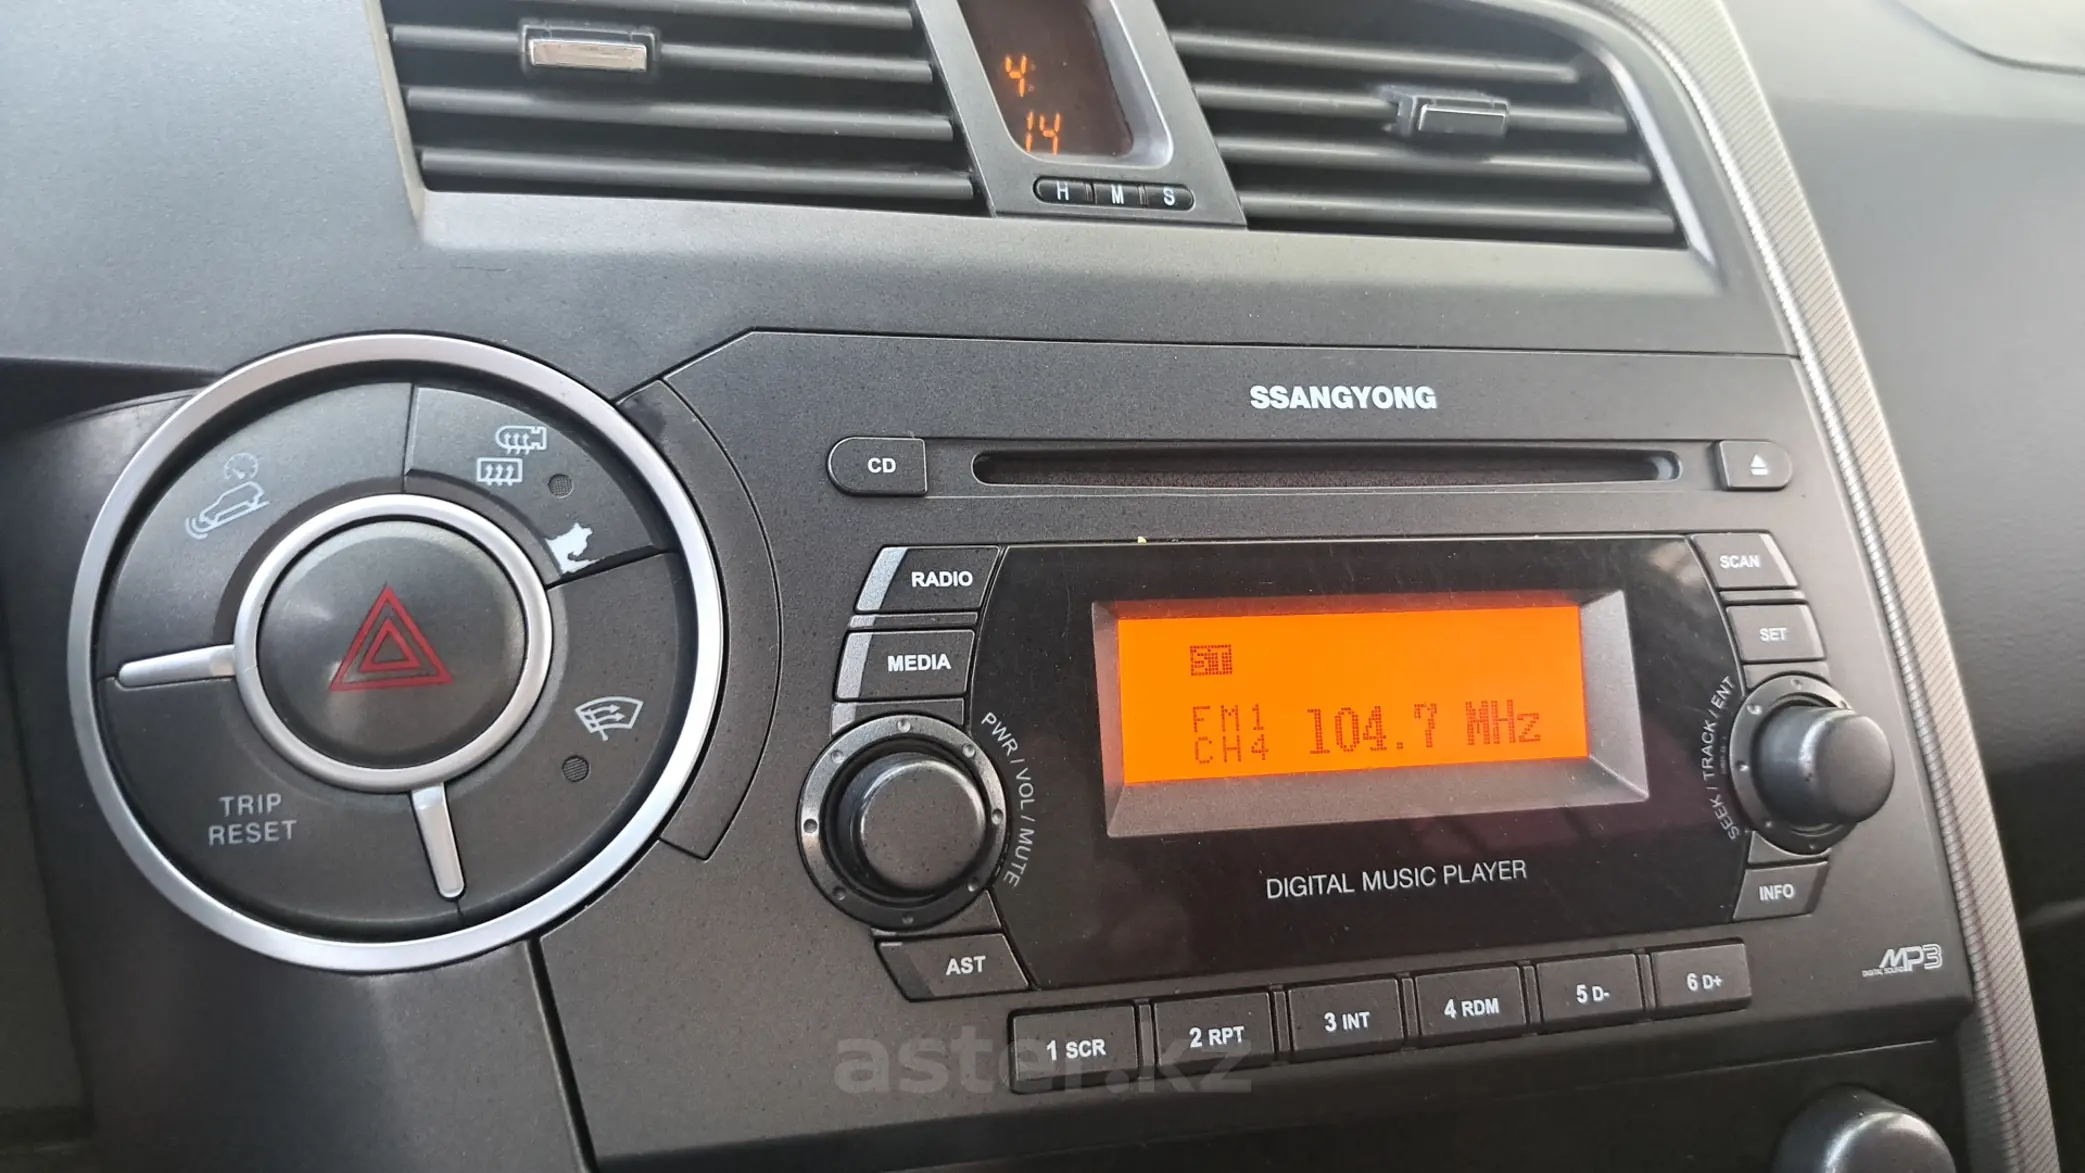 4:
14
H M S
SSANGYONG
CD
RADIO
MEDIA
PWR / VOL / MUTE
AST
TRIP
RESET
ST
FM1
CH4
104.7 MHz
DIGITAL MUSIC PLAYER
SCAN
SET
SEEK / TRACK / ENT
INFO
MP3
DIGITAL SOUND
1 SCR
2 RPT
3 INT
4 RDM
5 D-
6 D+
aster.kz